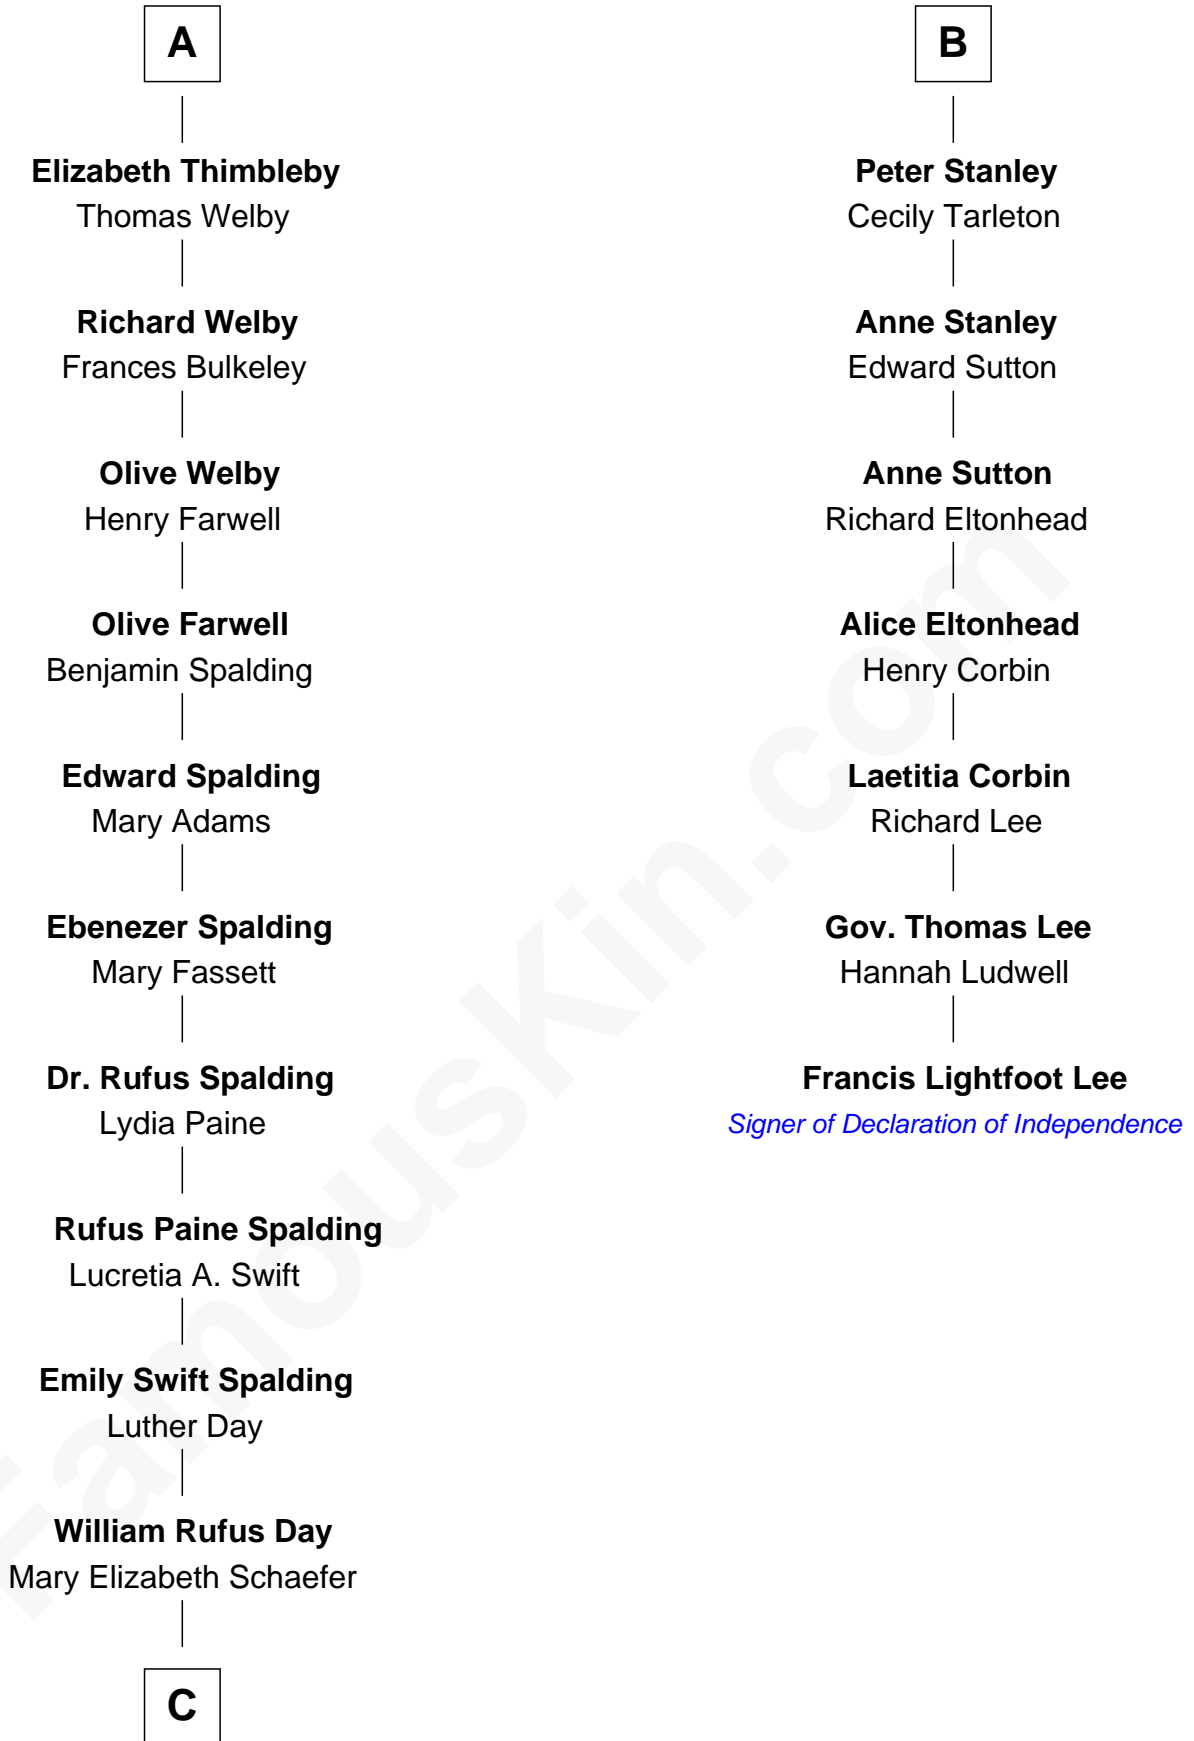 A
Elizabeth Thimbleby
Thomas Welby
Richard Welby
Frances Bulkeley
Olive Welby
Henry Farwell
Olive Farwell
Benjamin Spalding
Edward Spalding
Mary Adams
Ebenezer Spalding
Mary Fassett
Dr. Rufus Spalding
Lydia Paine
Rufus Paine Spalding
Lucretia A. Swift
Emily Swift Spalding
Luther Day
William Rufus Day
Mary Elizabeth Schaefer
C
B
Peter Stanley
Cecily Tarleton
Anne Stanley
Edward Sutton
Anne Sutton
Richard Eltonhead
Alice Eltonhead
Henry Corbin
Laetitia Corbin
Richard Lee
Gov. Thomas Lee
Hannah Ludwell
Francis Lightfoot Lee
Signer of Declaration of Independence
FamousKin.com